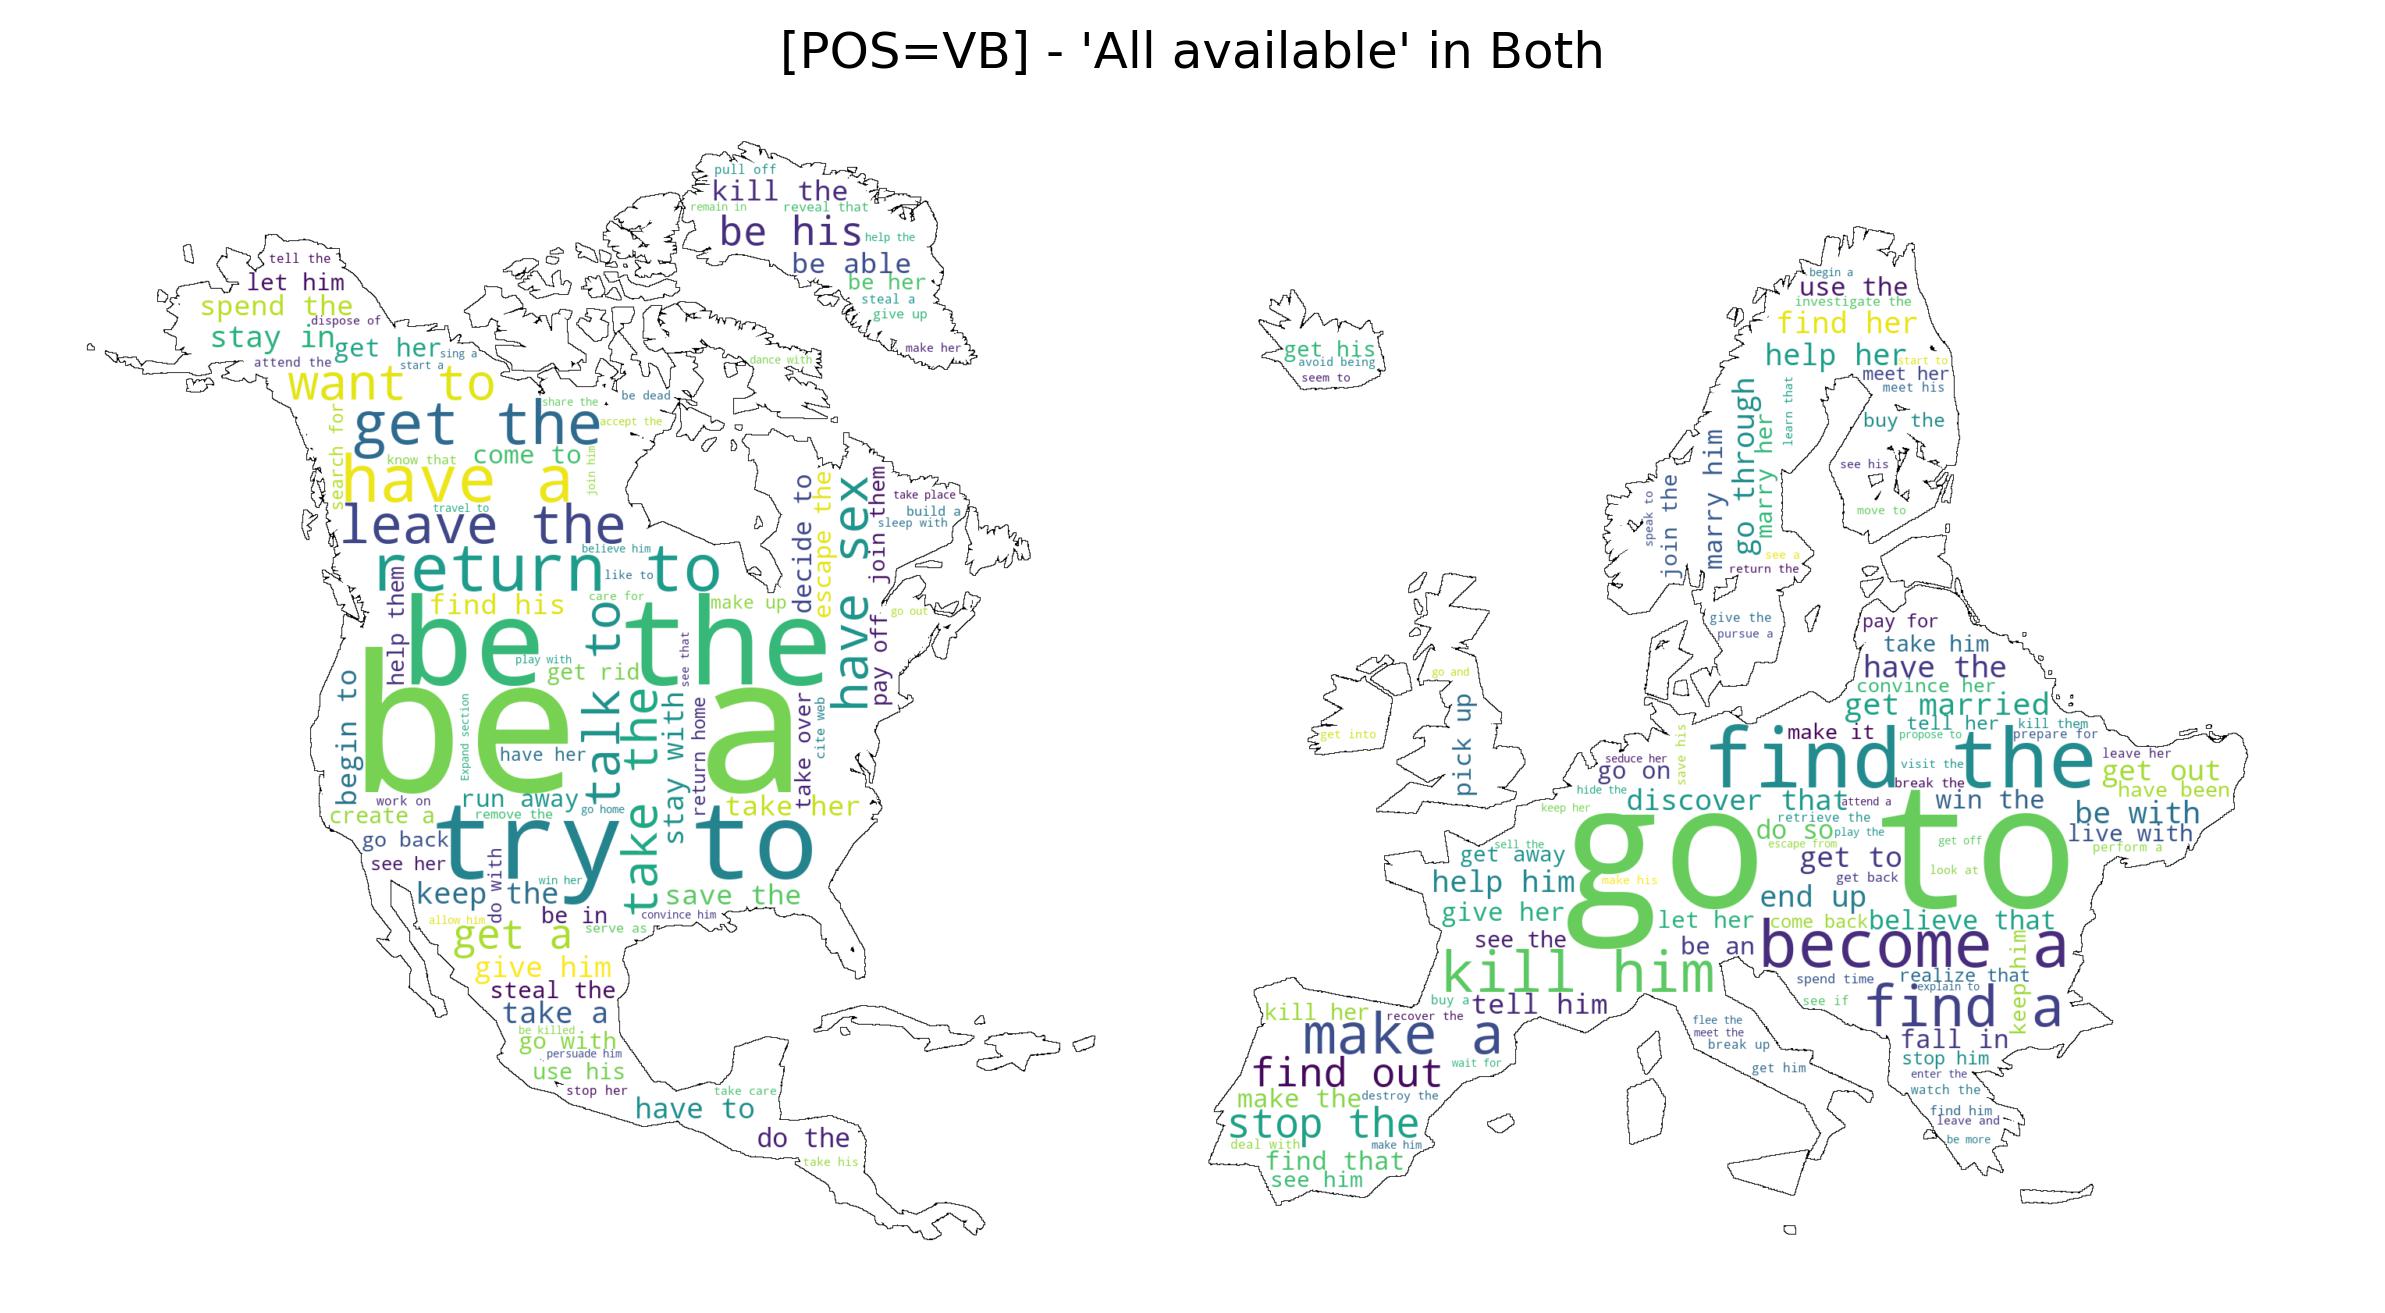 [POS=VB] - 'All available' in Both
pull off
kill the
remain in
reveal that
be his
help the
be able
be her
steal a
give up
make her
tell the
let him
spend the
dispose of
stay in
get her
sing a
attend the
start a
want to
dance with
share the
be dead
get the
accept the
search for
know that
come to
join him
have a
travel to
leave the
believe him
return to
like to
help them
find his
care for
make up
decide to
escape the
have sex
join them
take place
build a
sleep with
go out
pay off
be the
talk to
play with
get rid
see that
begin to
be a
Expand section
have her
take the
stay with
return home
take over
cite web
work on
run away
go home
take her
create a
remove the
go back
try to
see her
do with
keep the
win her
save the
allow him
be in
convince him
serve as
get a
give him
steal the
take a
be killed
go with
persuade him
use his
stop her
take care
have to
do the
take his
get his
avoid being
seem to
begin a
use the
investigate the
find her
help her
start to
meet her
meet his
go through
learn that
marry her
marry him
buy the
see his
move to
speak to
join the
see a
return the
give the
pursue a
go and
pick up
get into
pay for
take him
have the
convince her
get married
tell her
kill them
make it
propose to
prepare for
find the
save his
seduce her
go on
visit the
leave her
get out
break the
have been
hide the
discover that
attend a
win the
keep her
retrieve the
be with
do so
play the
live with
go to
sell the
escape from
get off
perform a
get away
get to
help him
make his
get back
look at
end up
give her
let her
come back
believe that
see the
be an
become a
kill him
spend time
realize that
keep him
explain to
buy a
tell him
see if
find a
kill her
recover the
make a
flee the
meet the
break up
fall in
stop him
find out
wait for
get him
enter the
make the
destroy the
watch the
stop the
find him
leave and
deal with
make him
be more
find that
see him